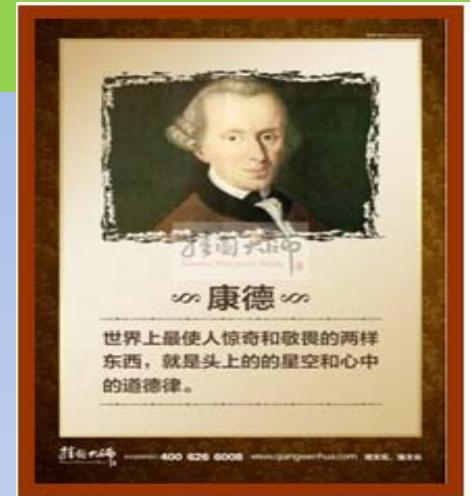 康德
世界上最使人惊奇和敬畏的两样
东西，就是头上的的星空和心中
的道德律。
400 626 6008